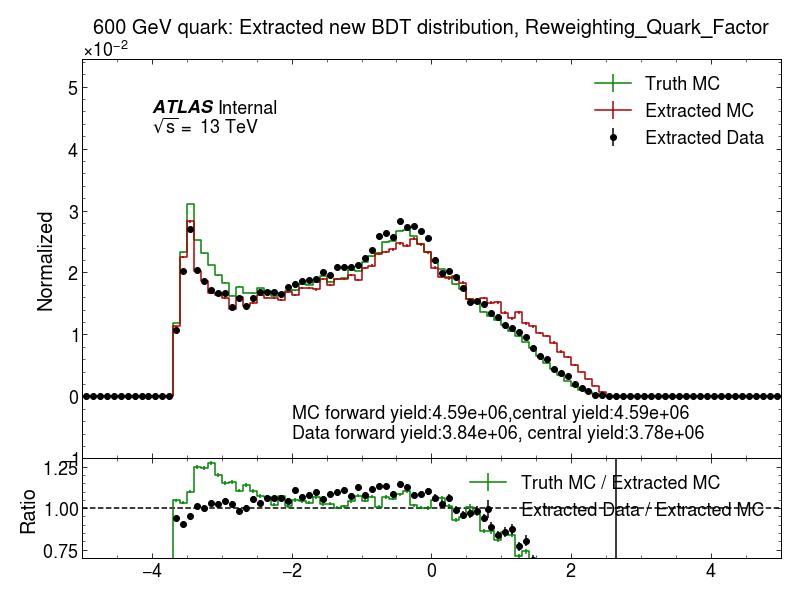 600 GeV quark: Extracted new BDT distribution, Reweighting_Quark_Factor
×10⁻²
5
4
3
2
1
0
1
Normalized
ATLAS Internal
√s = 13 TeV
Truth MC
Extracted MC
Extracted Data
MC forward yield:4.59e+06,central yield:4.59e+06
Data forward yield:3.84e+06, central yield:3.78e+06
1.25
1.00
0.75
Ratio
Truth MC / Extracted MC
Extracted Data / Extracted MC
−4 −2 0 2 4